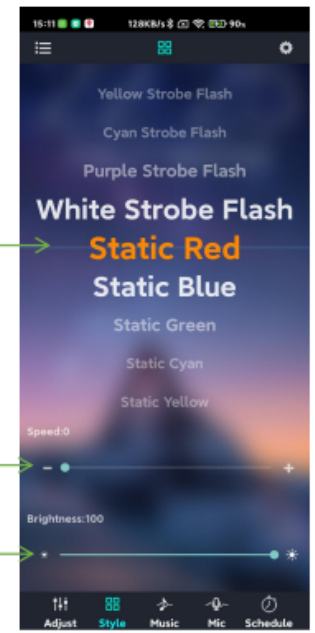 15:11 128KB/s 90%
Yellow Strobe Flash
Cyan Strobe Flash
Purple Strobe Flash
White Strobe Flash
Static Red
Static Blue
Static Green
Static Cyan
Static Yellow
Speed:0
Brightness:100
Adjust Style Music Mic Schedule